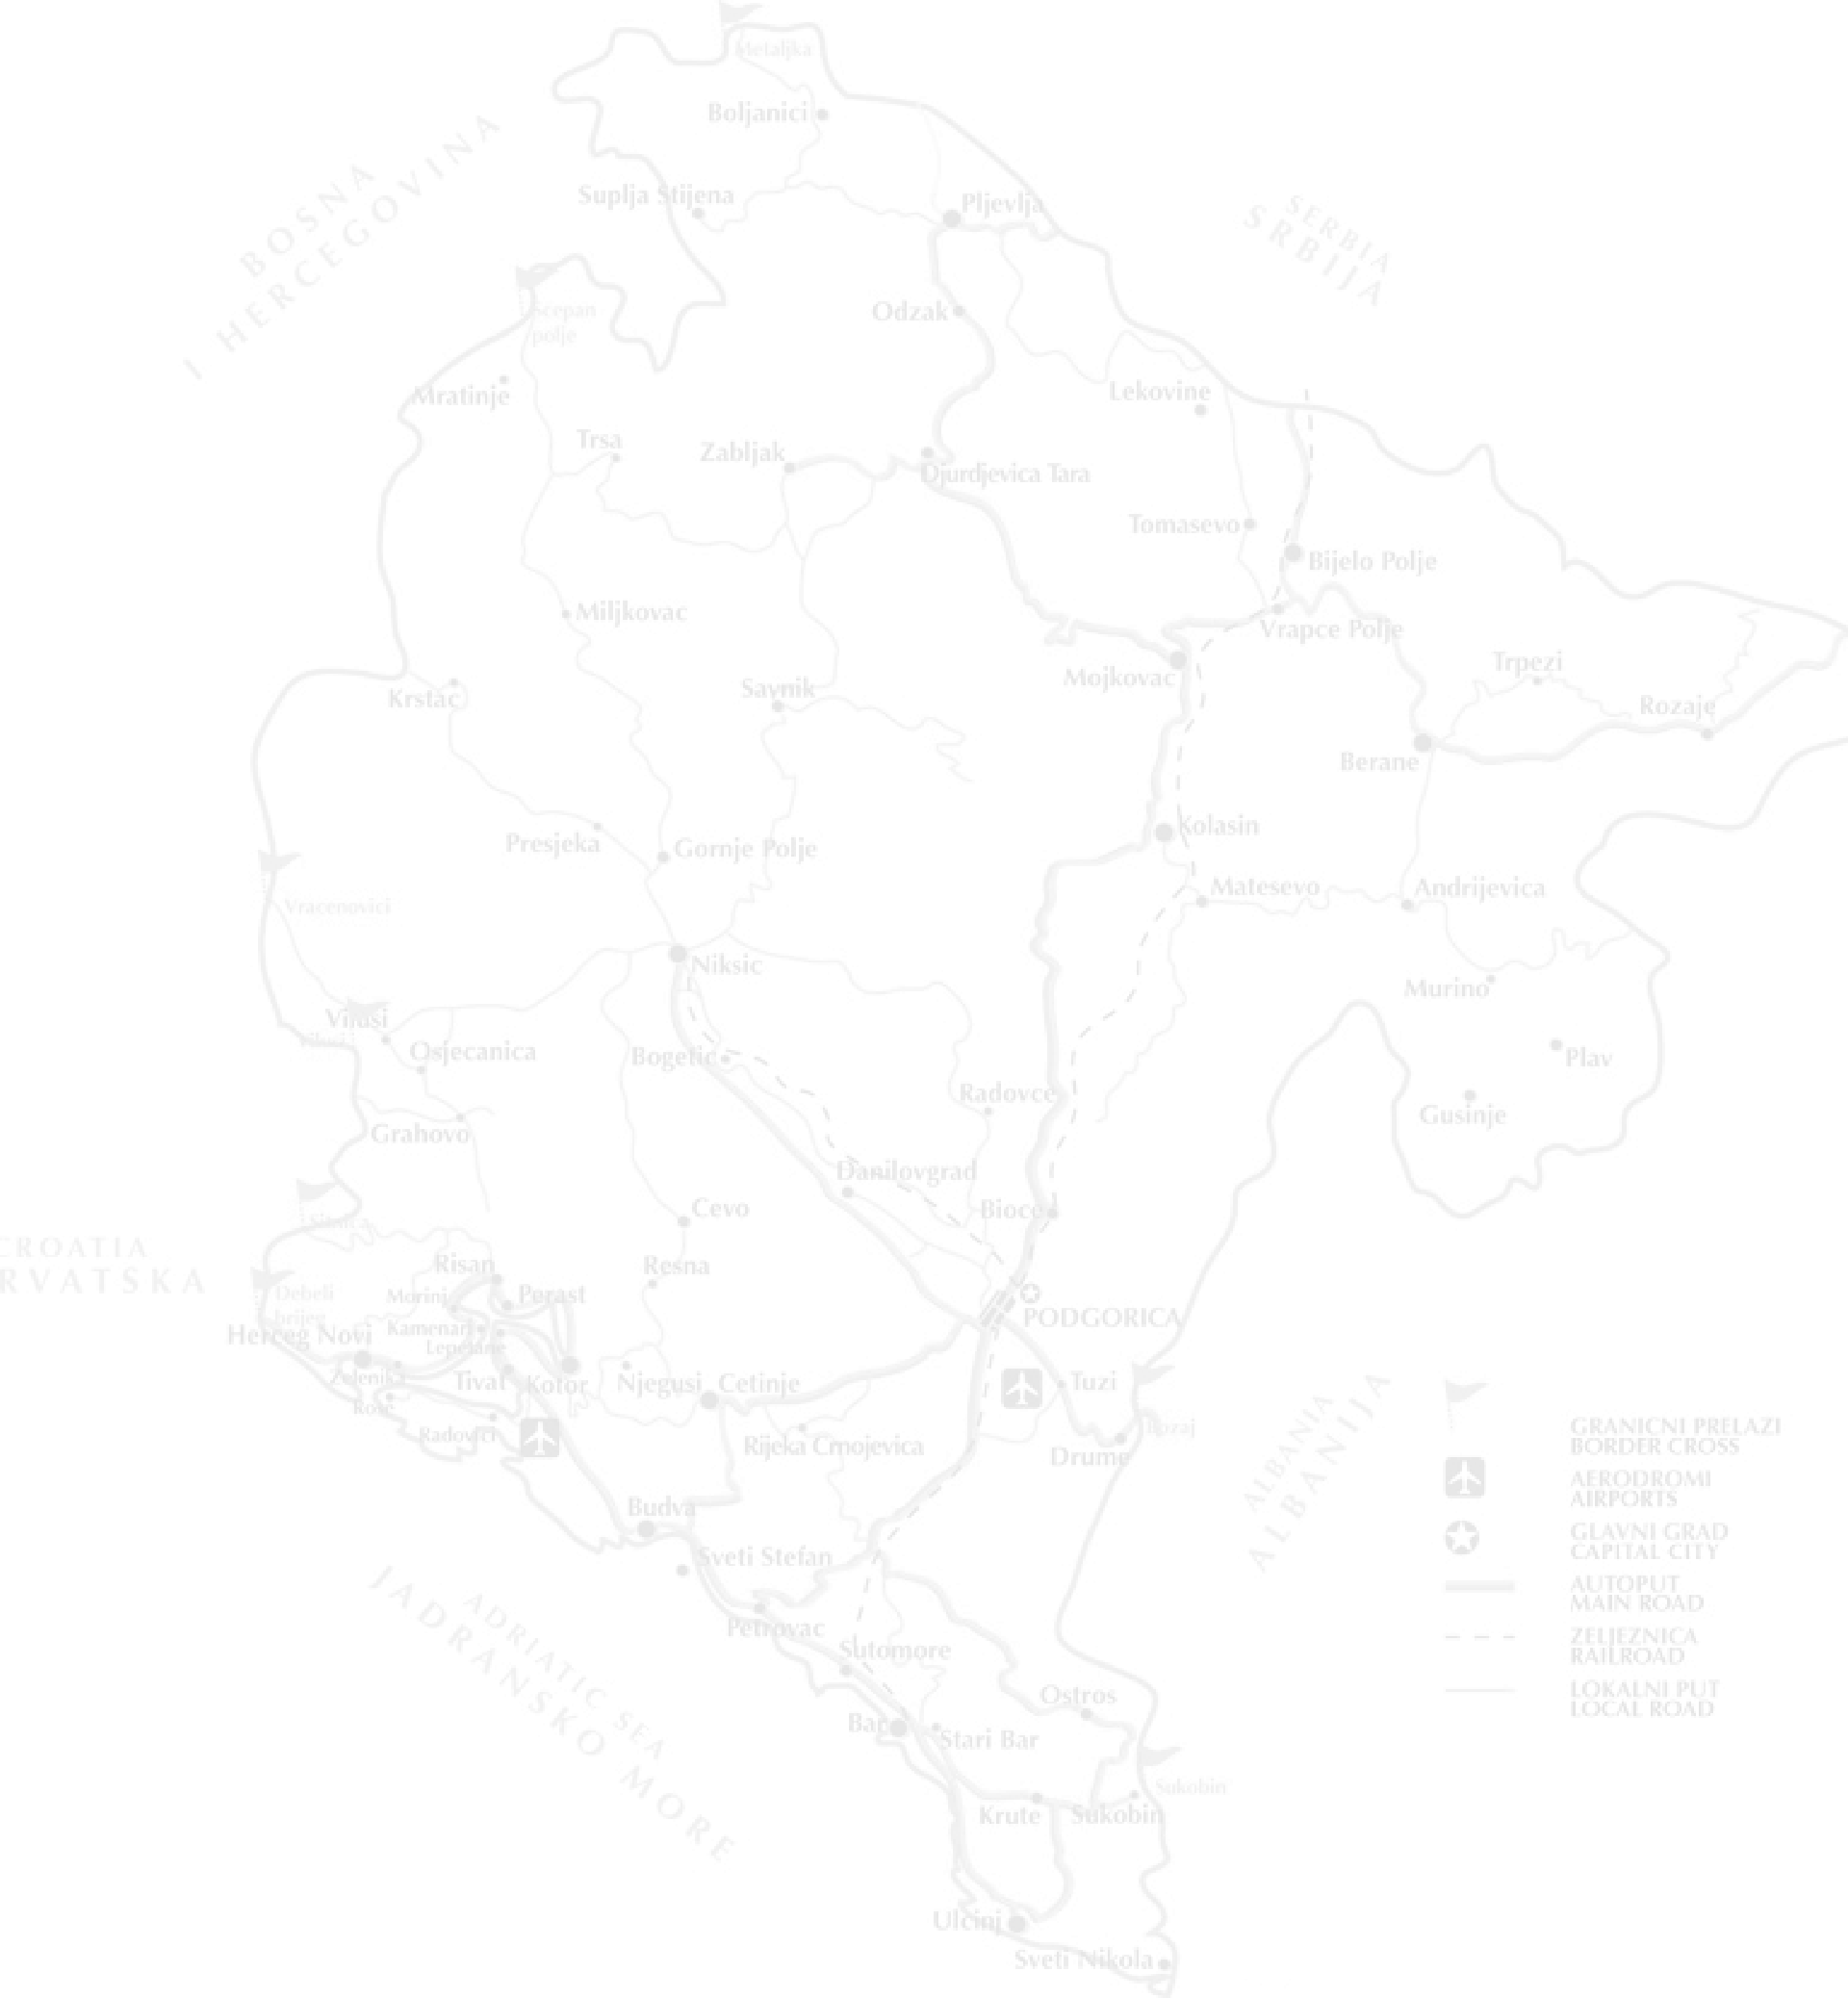 Metaljka
Boljanici
BOSNA
I HERCEGOVINA
Suplja Stijena
Pljevlja
SERBIA
SRBIJA
Scepan
polje
Odzak
Mratinje
Lekovine
Trsa
Zabljak
Djurdjevica Tara
Tomasevo
Bijelo Polje
Miljkovac
Vrapce Polje
Trpezi
Mojkovac
Savnik
Krstac
Rozaje
Berane
Kolasin
Presjeka
Gornje Polje
Matesevo
Andrijevica
Vracenovici
Niksic
Murino
Vilusi
Osjecanica
Bogetic
Plav
Radovce
Gusinje
Grahovo
Danilovgrad
Cevo
Bioce
CROATIA
RVATSKA
Risan
Resna
Debeli
brijeg
Morinj
Perast
PODGORICA
Herceg Novi
Kamenari
Lepetane
Zelenika
Tivat
Kotor
Njegusi
Cetinje
Tuzi
Rose
Radovici
Rijeka Crnojevica
Drume
Bozaj
ALBANIA
ALBANIJA
GRANICNI PRELAZI
BORDER CROSS
AERODROMI
AIRPORTS
GLAVNI GRAD
CAPITAL CITY
AUTOPUT
MAIN ROAD
ZELJEZNICA
RAILROAD
LOKALNI PUT
LOCAL ROAD
Budva
Sveti Stefan
ADRIATIC SEA
JADRANSKO MORE
Petrovac
Sutomore
Ostros
Bar
Stari Bar
Sukobin
Krute
Sukobin
Ulcinj
Sveti Nikola